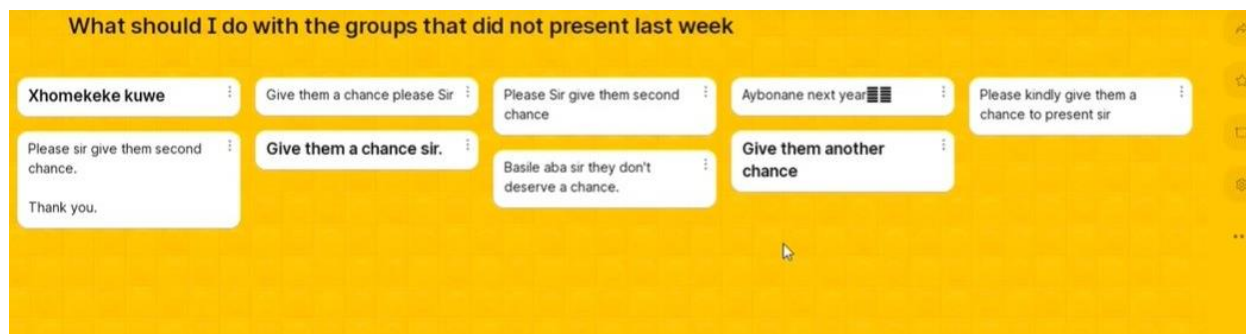 What should I do with the groups that did not present last week
Xhomekeke kuwe
Please sir give them second
chance.
Thank you.
Give them a chance please Sir
Give them a chance sir.
Please Sir give them second
chance
Basile aba sir they don't
deserve a chance.
Aybonane next year
Give them another
chance
Please kindly give them a
chance to present sir